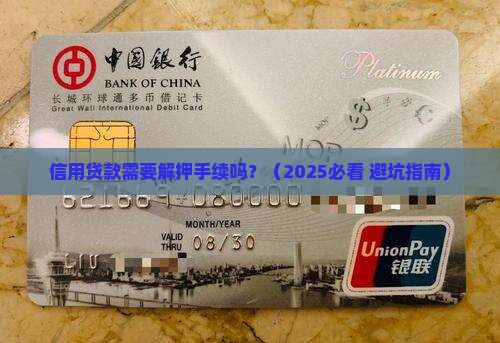 中国银行
Platinum
BANK OF CHINA
长城环球通多币借记卡
Great Wall International Debit Card
MOP
信用贷款需要解押手续吗？（2025必看 避坑指南）
MONTH/YEAR
VALID THRU 08/30
UnionPay
银联